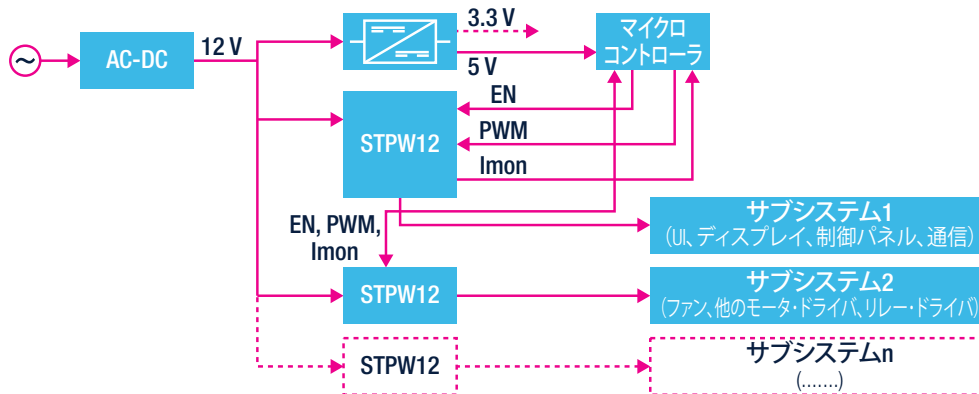 AC-DC
12 V
3.3 V
5 V
マイクロ
コントローラ
EN
STPW12
PWM
Imon
EN, PWM,
Imon
サブシステム1
(UI、ディスプレイ、制御パネル、通信)
STPW12
サブシステム2
(ファン、他のモータ・ドライバ、リレー・ドライバ)
STPW12
サブシステムn
(.......)